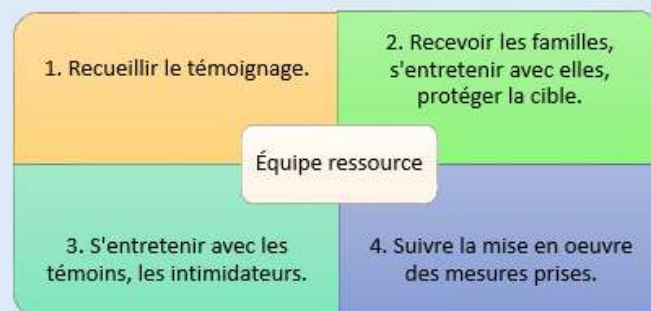 1. Recueillir le témoignage.
2. Recevoir les familles,
s'entretenir avec elles,
protéger la cible.
Équipe ressource
3. S'entretenir avec les
témoins, les intimidateurs.
4. Suivre la mise en oeuvre
des mesures prises.